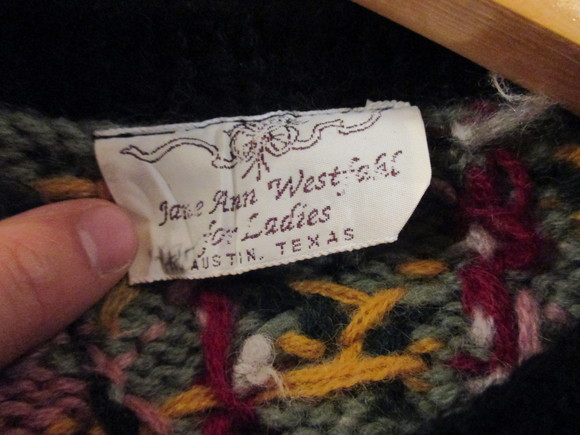 Jane Ann Westfahl
for Ladies
AUSTIN, TEXAS